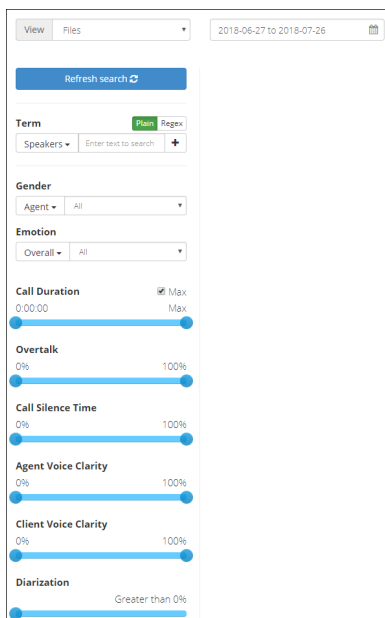 View Files 2018-06-27 to 2018-07-26
Refresh search
Term Plain Regex
Speakers Enter text to search +
Gender
Agent All
Emotion
Overall All
Call Duration Max
0:00:00 Max
Overtalk
0% 100%
Call Silence Time
0% 100%
Agent Voice Clarity
0% 100%
Client Voice Clarity
0% 100%
Diarization
Greater than 0%